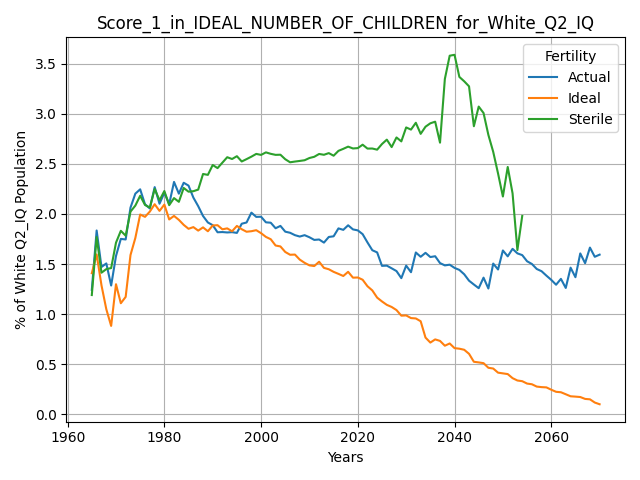 Score_1_in_IDEAL_NUMBER_OF_CHILDREN_for_White_Q2_IQ
% of White Q2_IQ Population
3.5
3.0
2.5
2.0
1.5
1.0
0.5
0.0
Fertility
Actual
Ideal
Sterile
1960 1980 2000 2020 2040 2060
Years